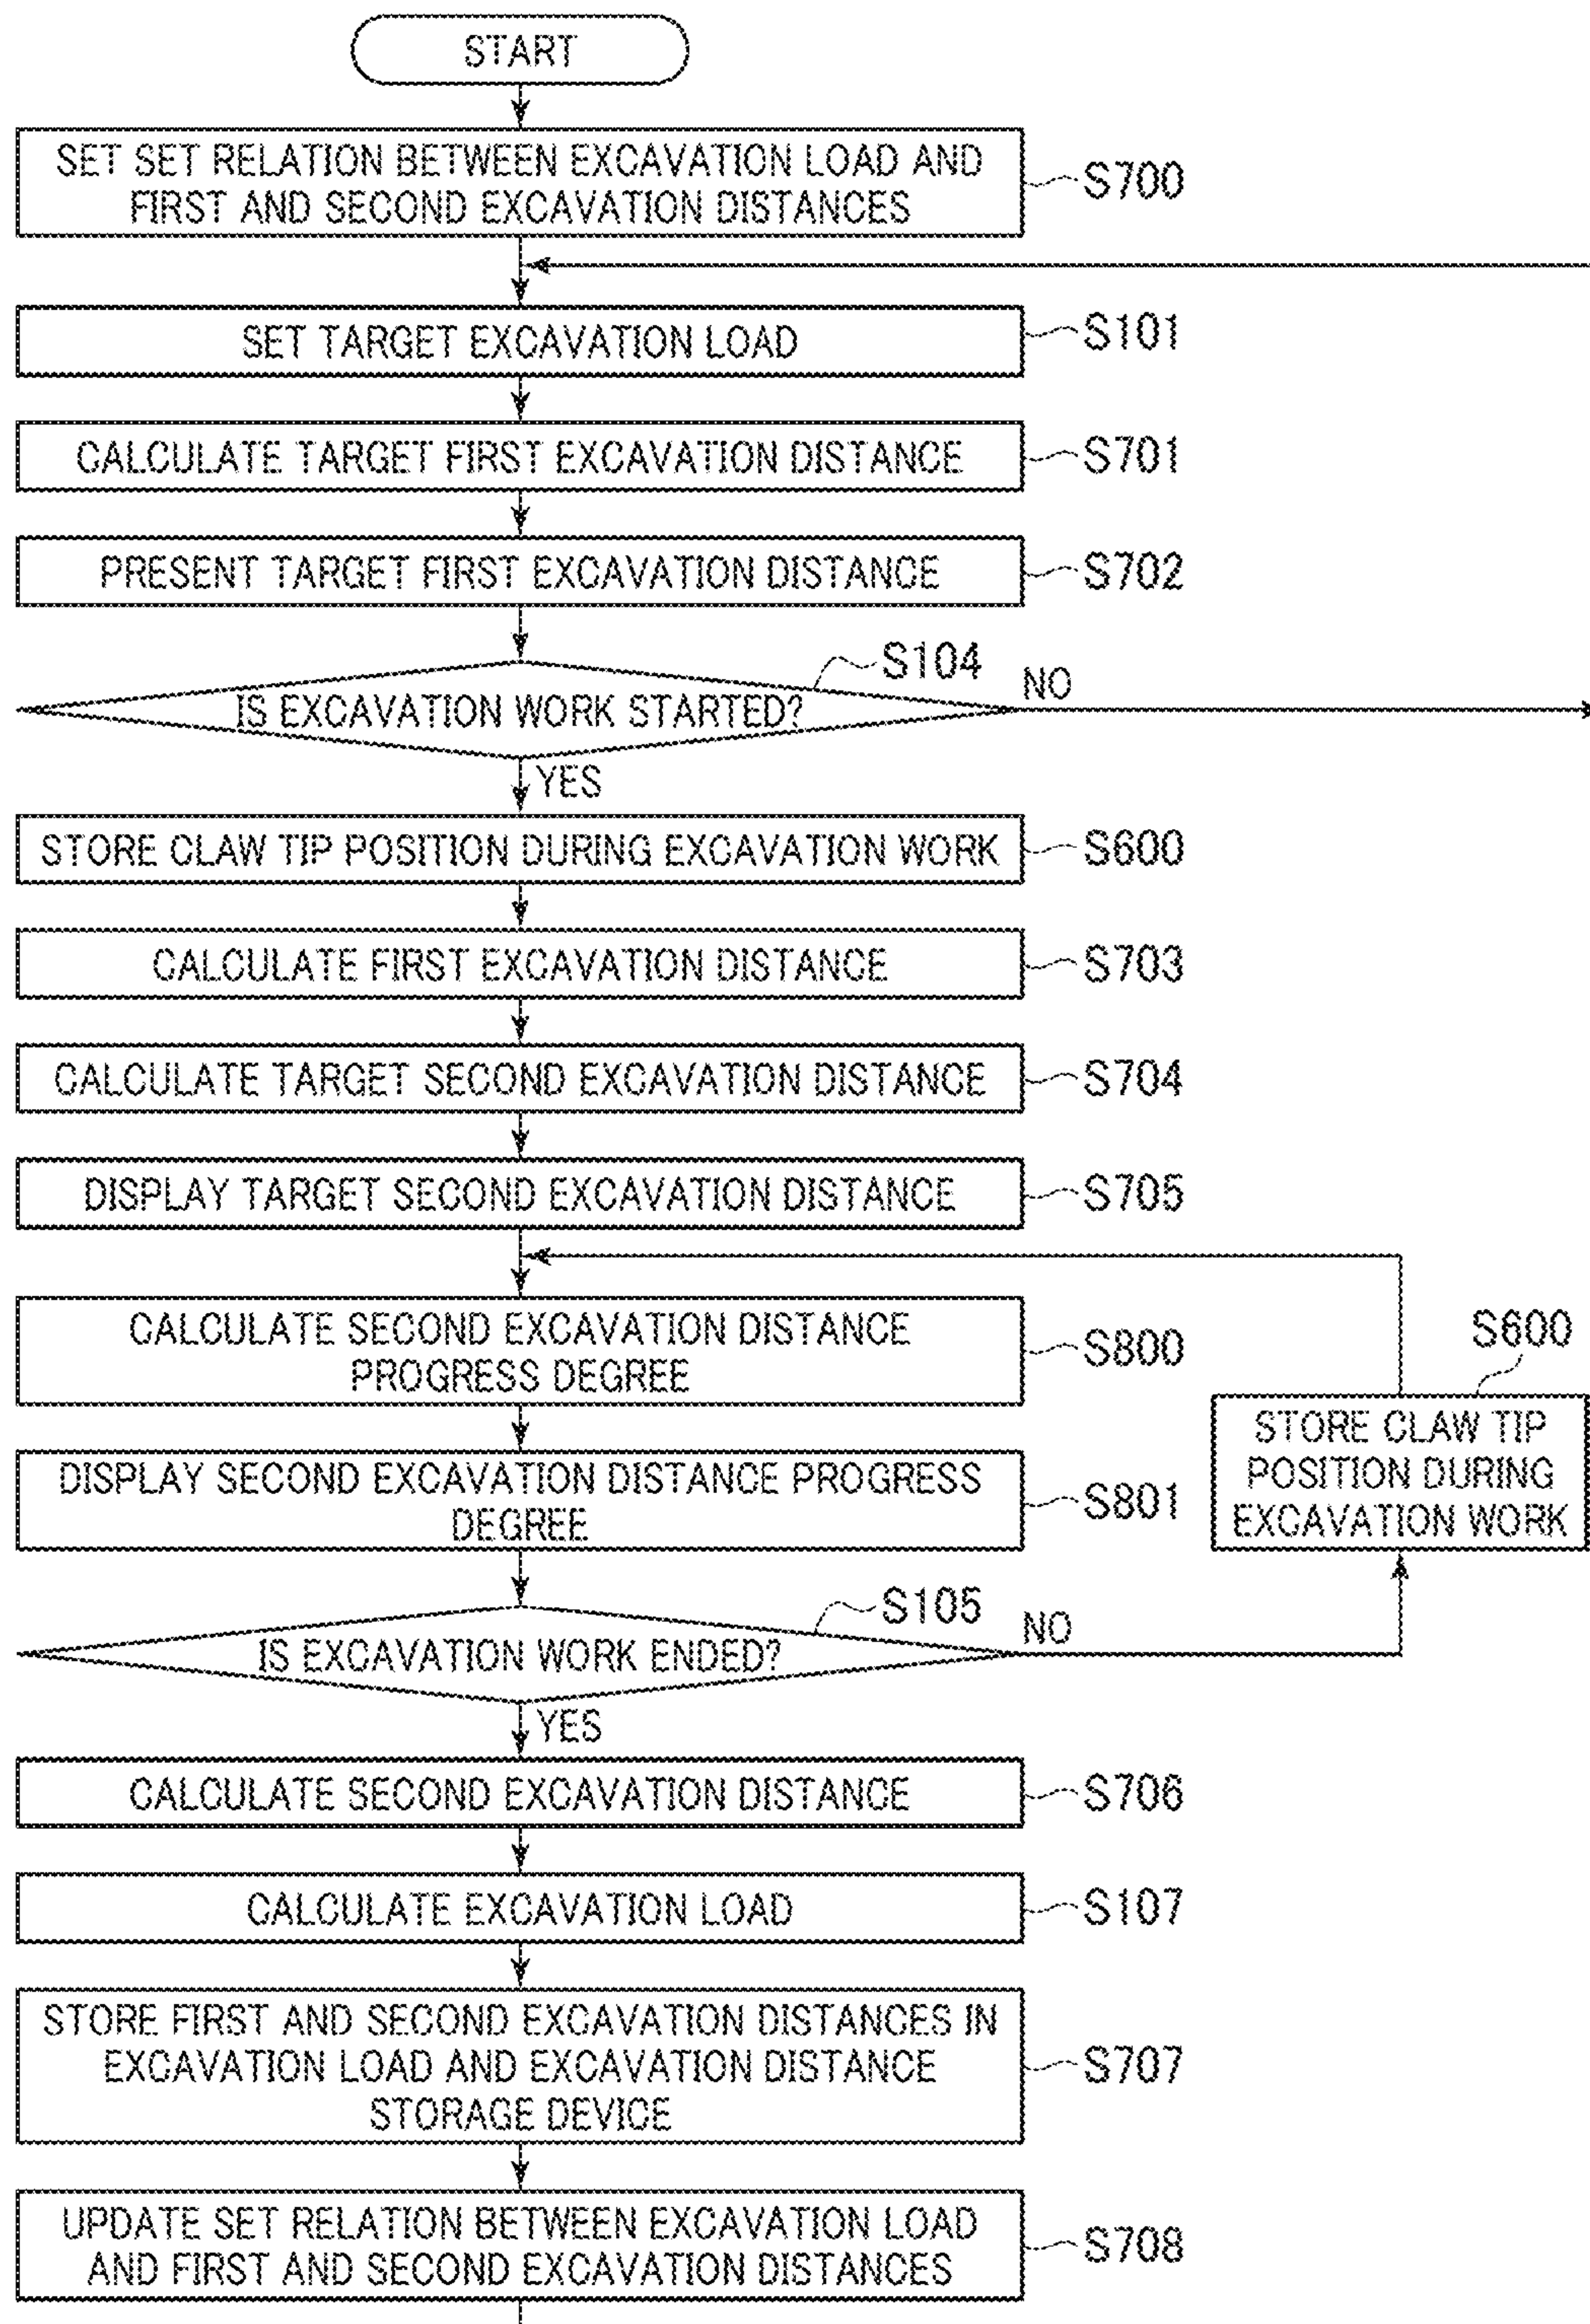 START
SET SET RELATION BETWEEN EXCAVATION LOAD AND
FIRST AND SECOND EXCAVATION DISTANCES
S700
SET TARGET EXCAVATION LOAD
S101
CALCULATE TARGET FIRST EXCAVATION DISTANCE
S701
PRESENT TARGET FIRST EXCAVATION DISTANCE
S702
S104
IS EXCAVATION WORK STARTED?
NO
YES
STORE CLAW TIP POSITION DURING EXCAVATION WORK
S600
CALCULATE FIRST EXCAVATION DISTANCE
S703
CALCULATE TARGET SECOND EXCAVATION DISTANCE
S704
DISPLAY TARGET SECOND EXCAVATION DISTANCE
S705
CALCULATE SECOND EXCAVATION DISTANCE
PROGRESS DEGREE
S800
S600
STORE CLAW TIP
POSITION DURING
EXCAVATION WORK
DISPLAY SECOND EXCAVATION DISTANCE PROGRESS
DEGREE
S801
S105
IS EXCAVATION WORK ENDED?
NO
YES
CALCULATE SECOND EXCAVATION DISTANCE
S706
CALCULATE EXCAVATION LOAD
S107
STORE FIRST AND SECOND EXCAVATION DISTANCES IN
EXCAVATION LOAD AND EXCAVATION DISTANCE
STORAGE DEVICE
S707
UPDATE SET RELATION BETWEEN EXCAVATION LOAD
AND FIRST AND SECOND EXCAVATION DISTANCES
S708